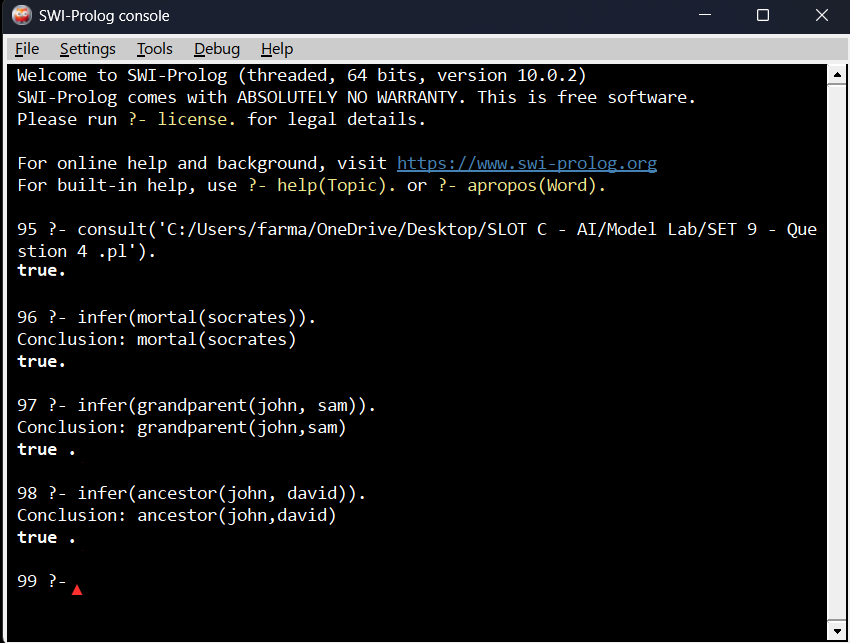 SWI-Prolog console
File Settings Tools Debug Help
Welcome to SWI-Prolog (threaded, 64 bits, version 10.0.2)
SWI-Prolog comes with ABSOLUTELY NO WARRANTY. This is free software.
Please run ?- license. for legal details.
For online help and background, visit https://www.swi-prolog.org
For built-in help, use ?- help(Topic). or ?- apropos(Word).
95 ?- consult('C:/Users/farma/OneDrive/Desktop/SLOT C - AI/Model Lab/SET 9 - Que
stion 4 .pl').
true.
96 ?- infer(mortal(socrates)).
Conclusion: mortal(socrates)
true.
97 ?- infer(grandparent(john, sam)).
Conclusion: grandparent(john,sam)
true .
98 ?- infer(ancestor(john, david)).
Conclusion: ancestor(john,david)
true .
99 ?-